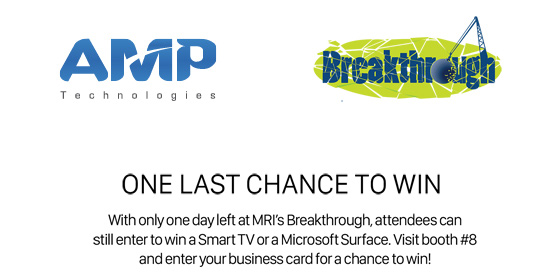 AMP
Technologies
Breakthrough
ONE LAST CHANCE TO WIN
With only one day left at MRI's Breakthrough, attendees can
still enter to win a Smart TV or a Microsoft Surface. Visit booth #8
and enter your business card for a chance to win!